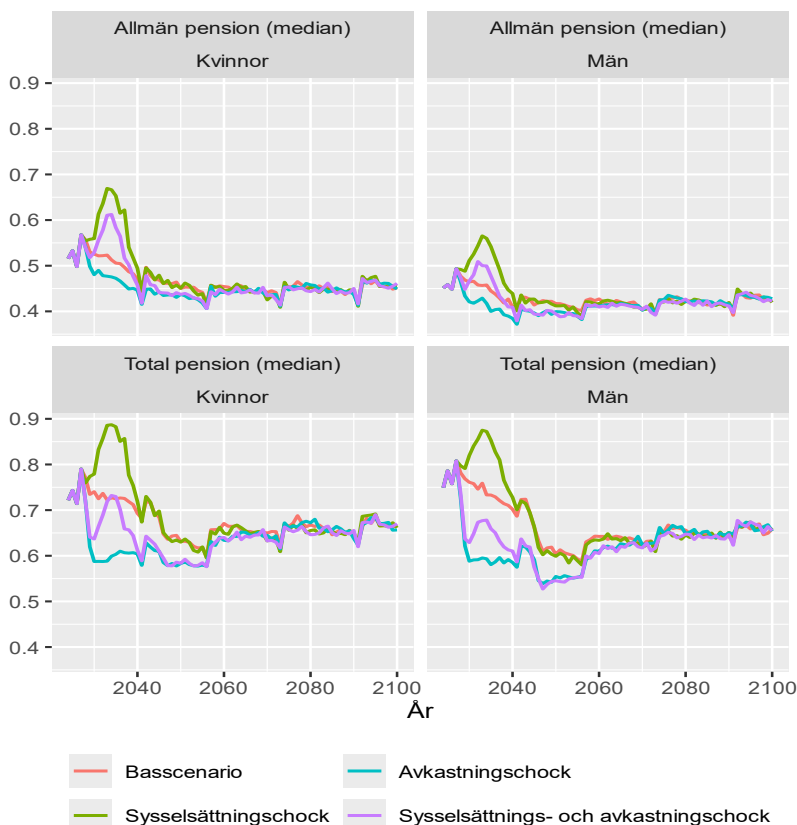 Allmän pension (median)
Kvinnor
Allmän pension (median)
Män
0.9
0.8
0.7
0.6
0.5
0.4
Total pension (median)
Kvinnor
Total pension (median)
Män
0.9
0.8
0.7
0.6
0.5
0.4
2040 2060 2080 2100
2040 2060 2080 2100
År
Basscenario
Avkastningschock
Sysselsättningschock
Sysselsättnings- och avkastningschock